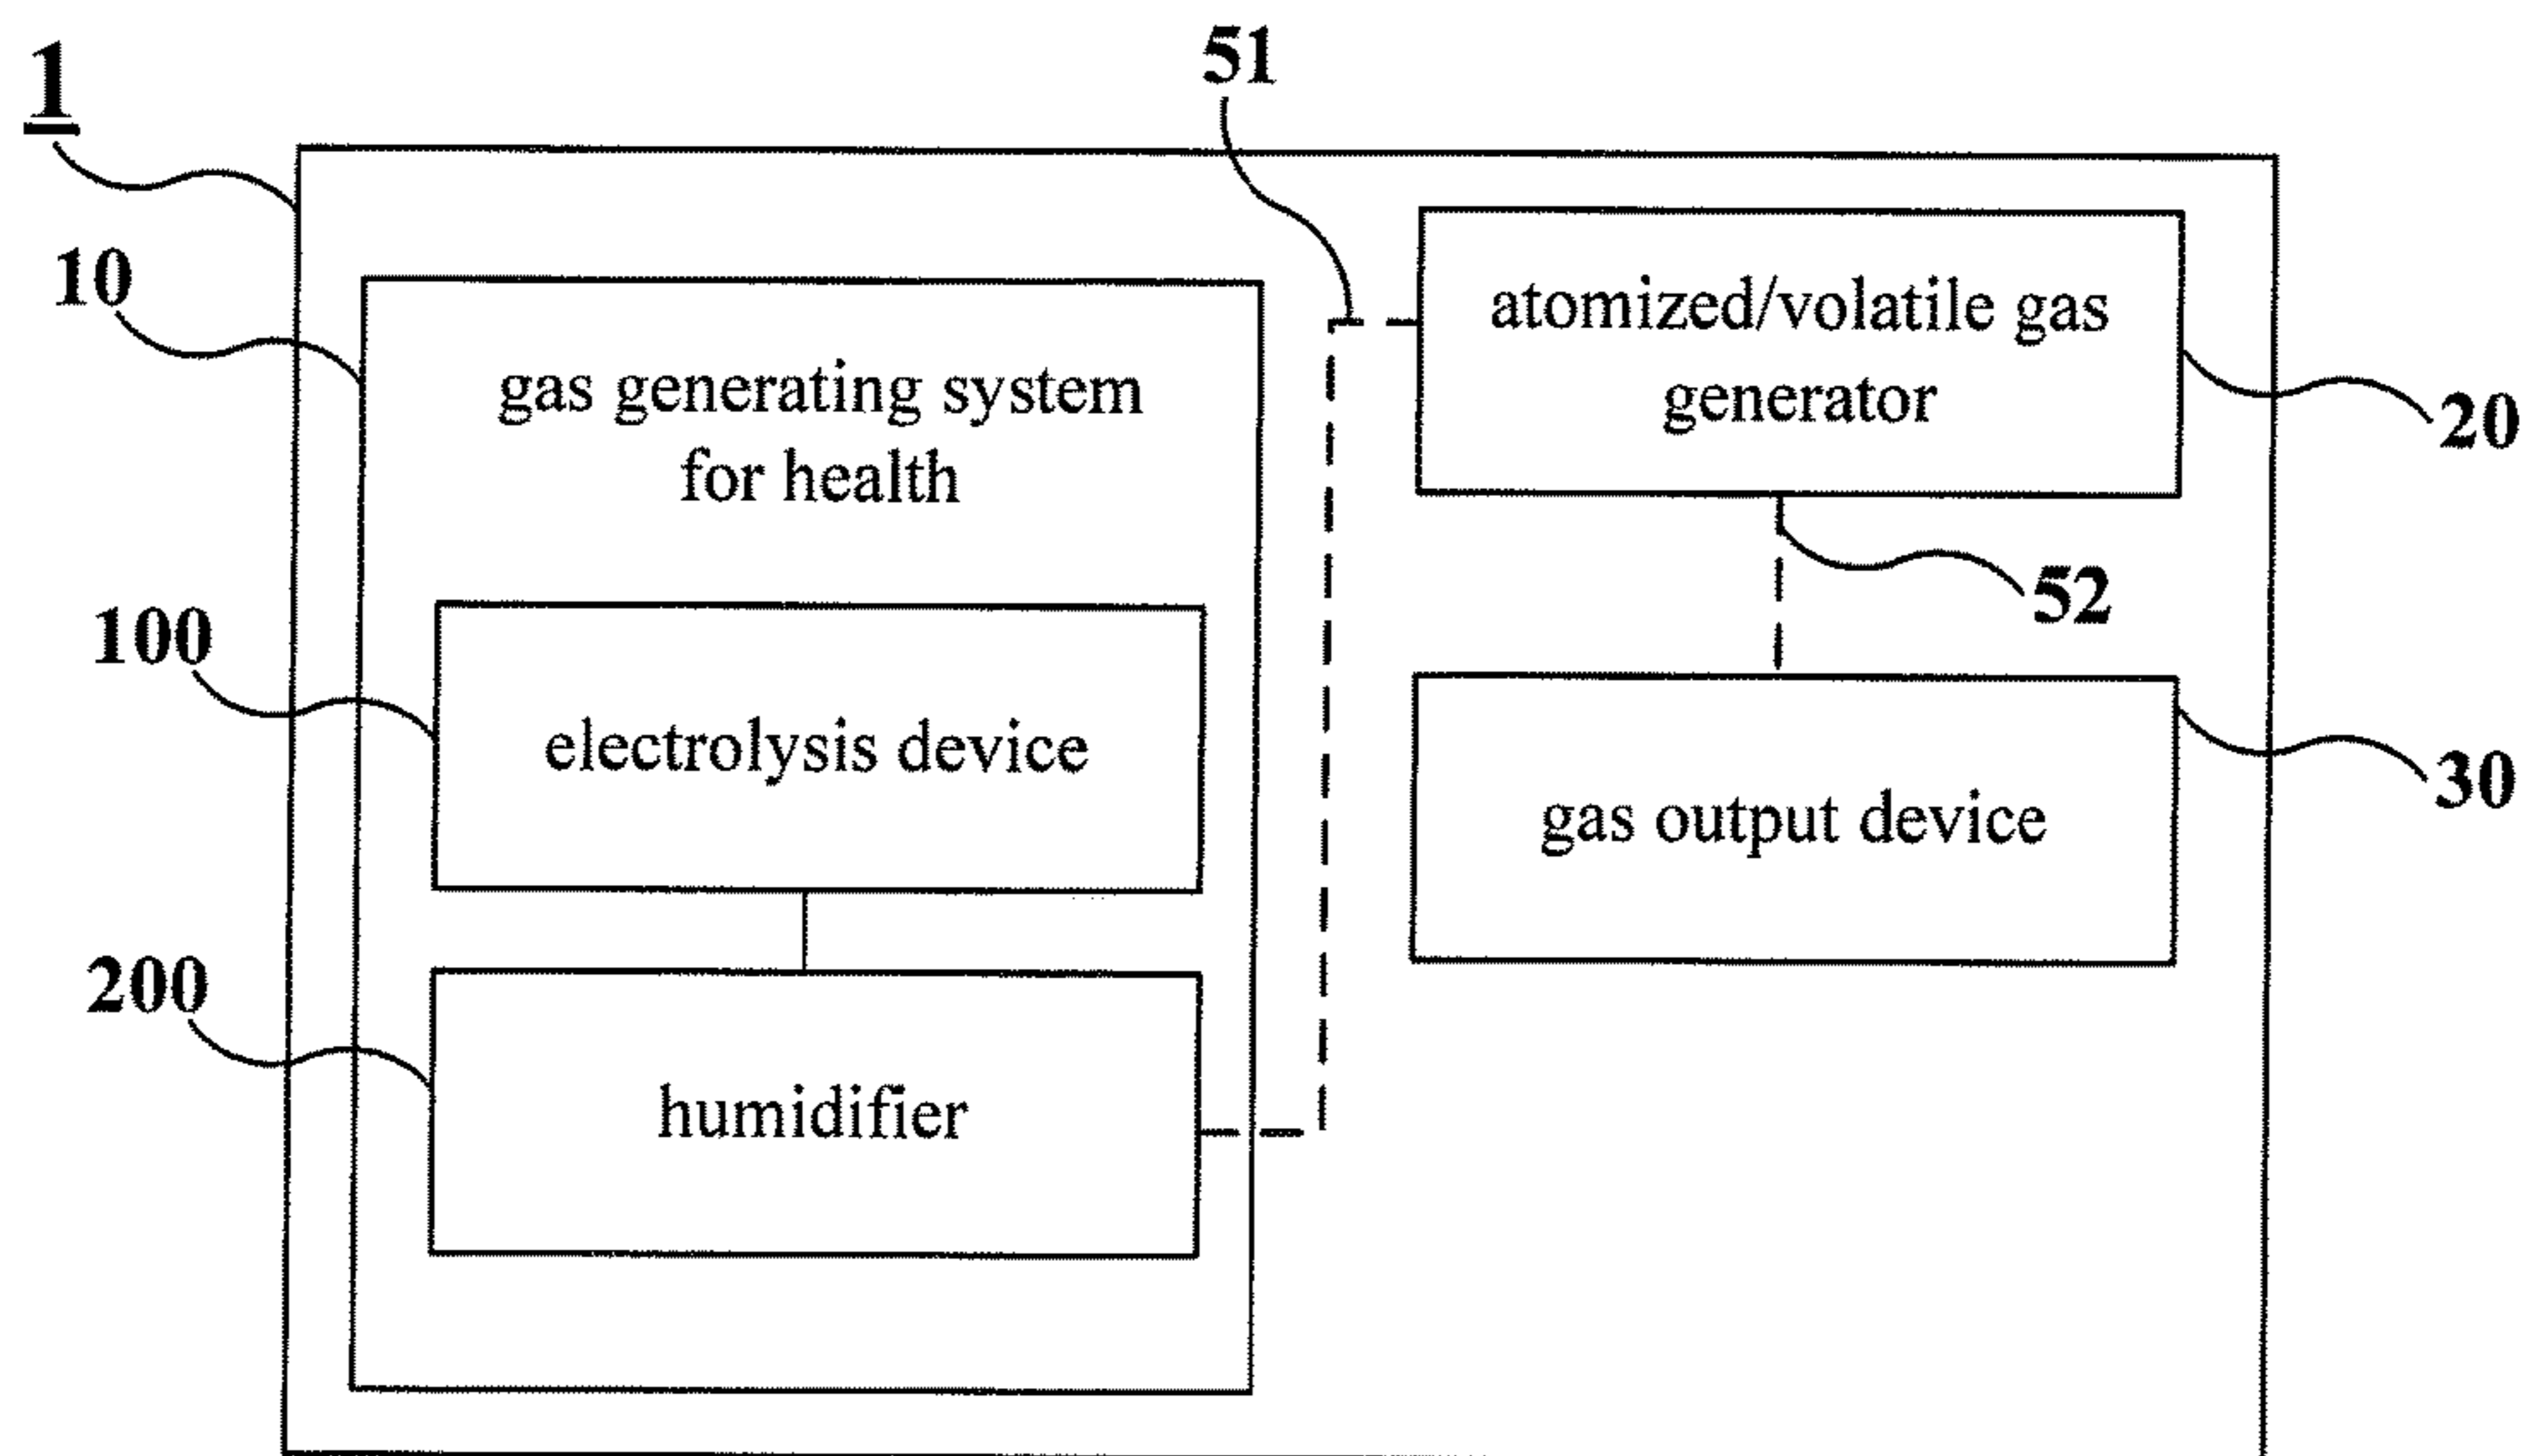 1
51
10
gas generating system
for health
atomized/volatile gas
generator
20
52
100
electrolysis device
30
gas output device
200
humidifier